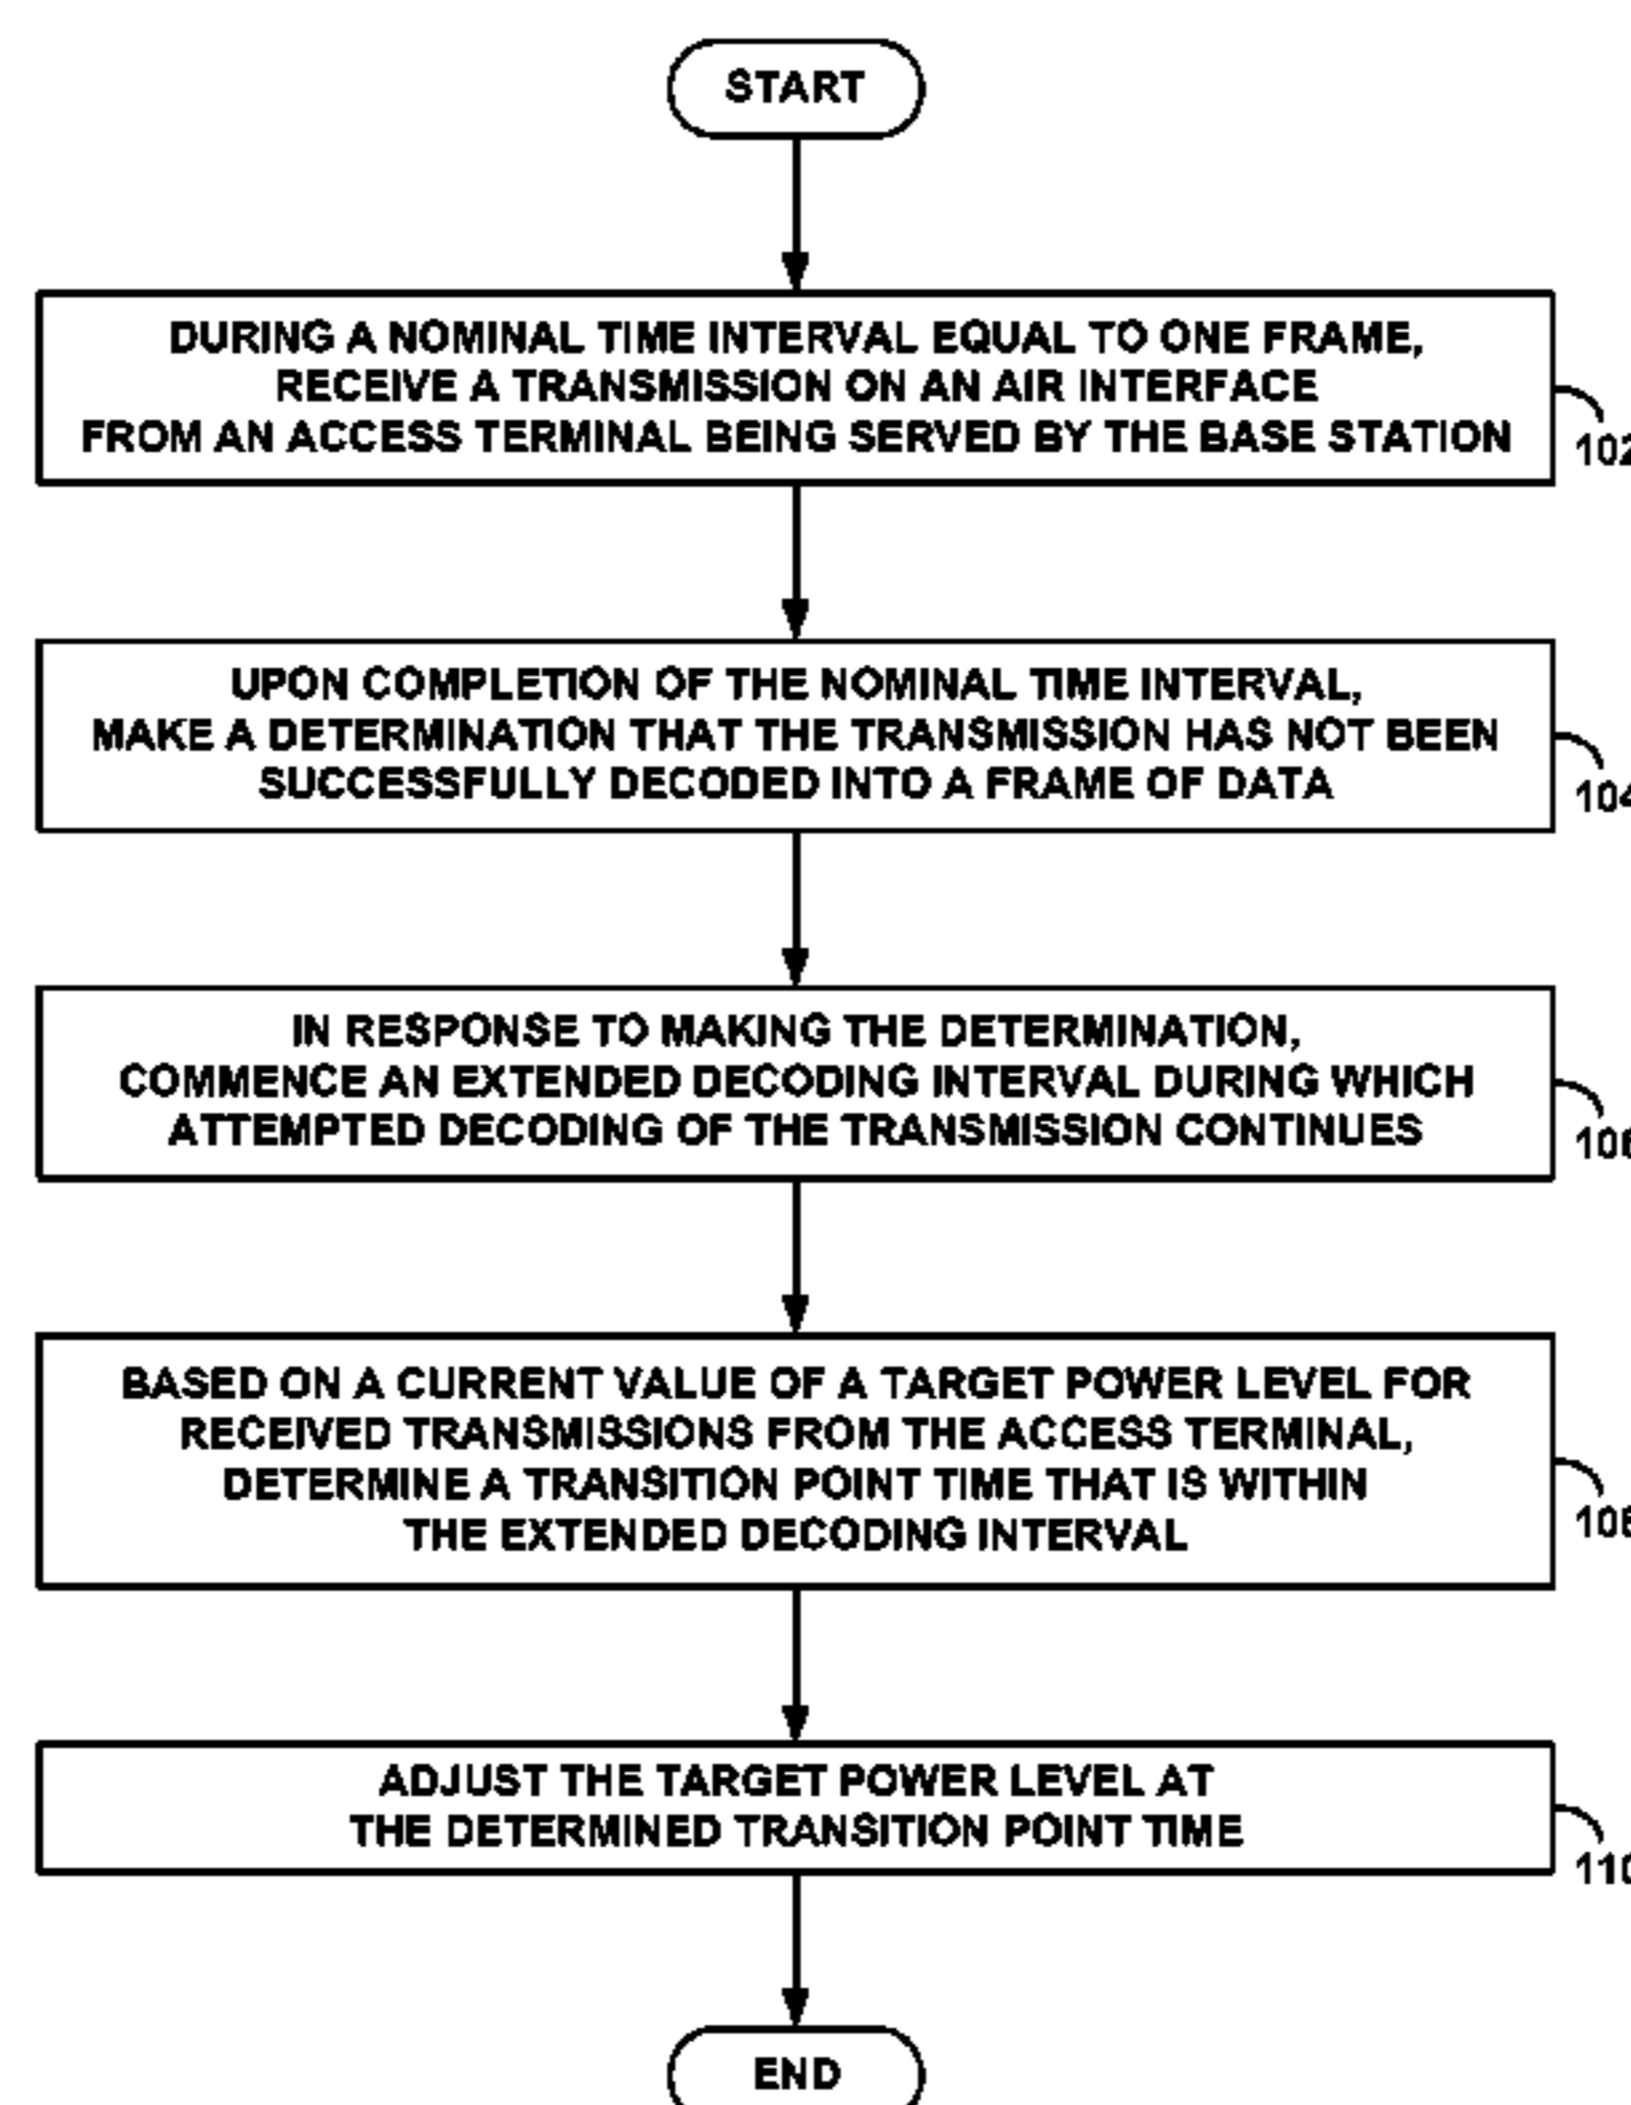 START
DURING A NOMINAL TIME INTERVAL EQUAL TO ONE FRAME,
RECEIVE A TRANSMISSION ON AN AIR INTERFACE
FROM AN ACCESS TERMINAL BEING SERVED BY THE BASE STATION
102
UPON COMPLETION OF THE NOMINAL TIME INTERVAL,
MAKE A DETERMINATION THAT THE TRANSMISSION HAS NOT BEEN
SUCCESSFULLY DECODED INTO A FRAME OF DATA
104
IN RESPONSE TO MAKING THE DETERMINATION,
COMMENCE AN EXTENDED DECODING INTERVAL DURING WHICH
ATTEMPTED DECODING OF THE TRANSMISSION CONTINUES
106
BASED ON A CURRENT VALUE OF A TARGET POWER LEVEL FOR
RECEIVED TRANSMISSIONS FROM THE ACCESS TERMINAL,
DETERMINE A TRANSITION POINT TIME THAT IS WITHIN
THE EXTENDED DECODING INTERVAL
108
ADJUST THE TARGET POWER LEVEL AT
THE DETERMINED TRANSITION POINT TIME
110
END